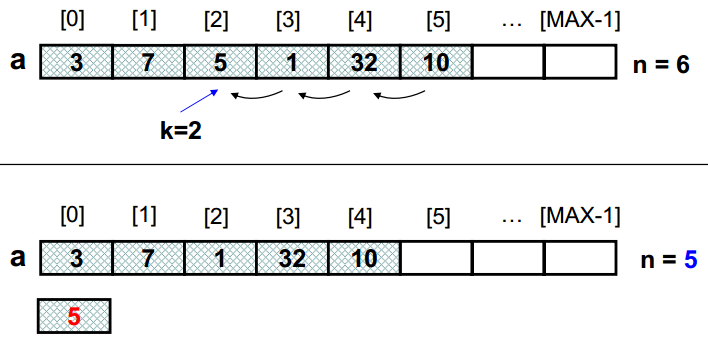 [0] [1] [2] [3] [4] [5] … [MAX-1]
a 3 7 5 1 32 10 n = 6
k=2
[0] [1] [2] [3] [4] [5] … [MAX-1]
a 3 7 1 32 10 n = 5
5